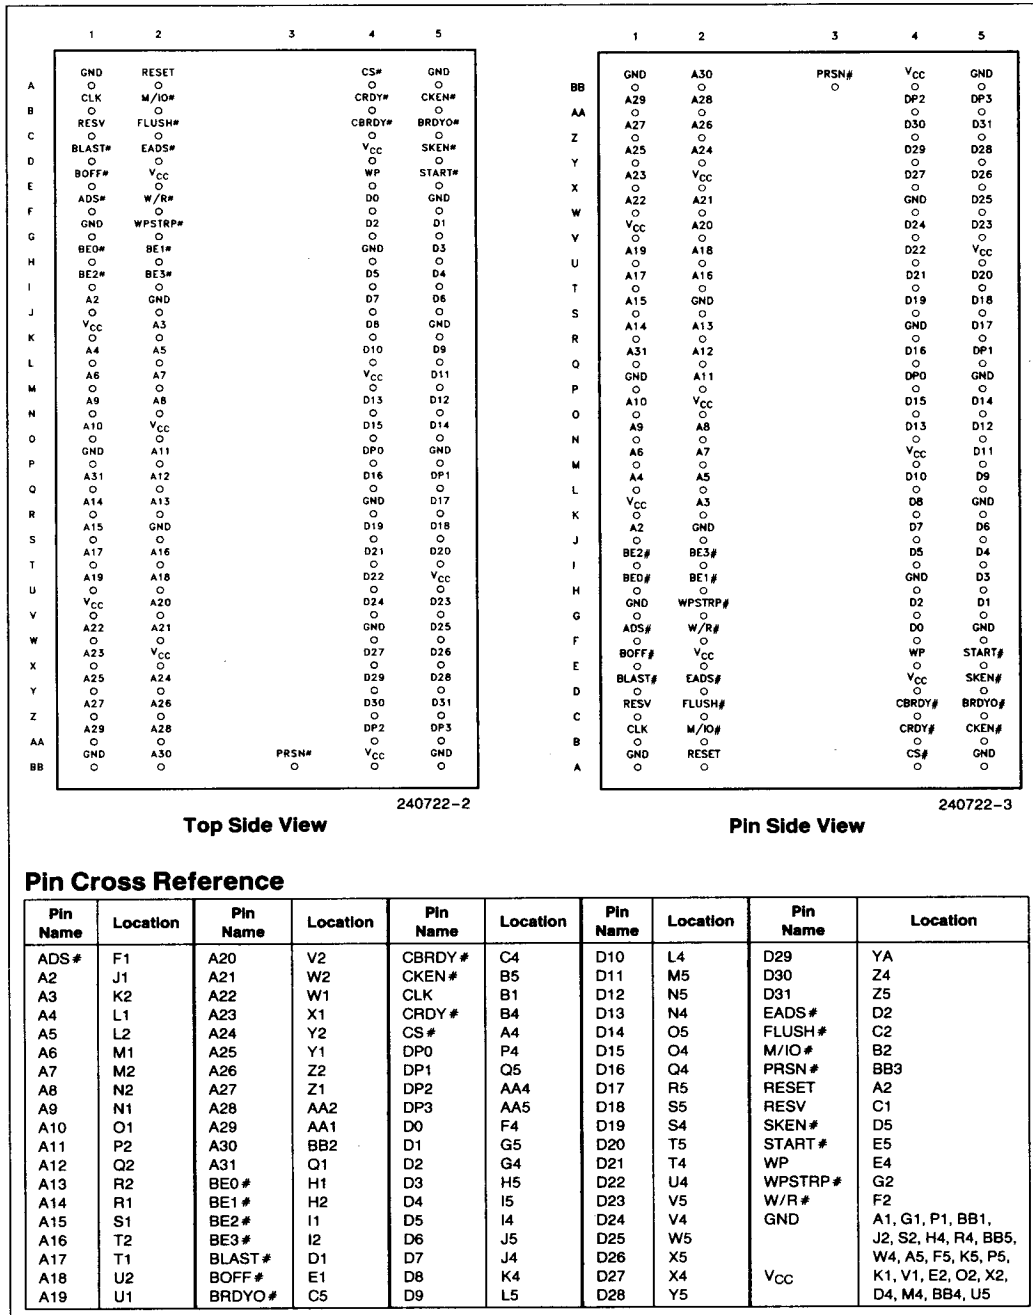 1 2 3 4 5
GND RESET CS# GND
A
CLK M/IO# CRDY# CKEN#
B
RESV FLUSH# CBRDY# BRDYO#
C
BLAST# EADS# VCC SKEN#
D
BOFF# VCC WP START#
E
ADS# W/R# D0 GND
F
GND WPSTRP# D2 D1
G
BE0# BE1# GND D3
H
BE2# BE3# D5 D4
I
A2 GND D7 D6
J
VCC A3 D8 GND
K
A4 A5 D10 D9
L
A6 A7 VCC D11
M
A9 A8 D13 D12
N
A10 VCC D15 D14
O
GND A11 DP0 GND
P
A31 A12 D16 DP1
Q
A14 A13 GND D17
R
A15 GND D19 D18
S
A17 A16 D21 D20
T
A19 A18 D22 VCC
U
VCC A20 D24 D23
V
A22 A21 GND D25
W
A23 VCC D27 D26
X
A25 A24 D29 D28
Y
A27 A26 D30 D31
Z
A29 A28 DP2 DP3
AA
GND A30 PRSN# VCC GND
BB
240722-2
Top Side View
1 2 3 4 5
GND A30 PRSN# VCC GND
BB
A29 A28 DP2 DP3
AA
A27 A26 D30 D31
Z
A25 A24 D29 D28
Y
A23 VCC D27 D26
X
A22 A21 GND D25
W
VCC A20 D24 D23
V
A19 A18 D22 VCC
U
A17 A16 D21 D20
T
A15 GND D19 D18
S
A14 A13 GND D17
R
A31 A12 D16 DP1
Q
GND A11 DP0 GND
P
A10 VCC D15 D14
O
A9 A8 D13 D12
N
A6 A7 VCC D11
M
A4 A5 D10 D9
L
VCC A3 D8 GND
K
A2 GND D7 D6
J
BE2# BE3# D5 D4
I
BE0# BE1# GND D3
H
GND WPSTRP# D2 D1
G
ADS# W/R# D0 GND
F
BOFF# VCC WP START#
E
BLAST# EADS# VCC SKEN#
D
RESV FLUSH# CBRDY# BRDYO#
C
CLK M/IO# CRDY# CKEN#
B
GND RESET CS# GND
A
240722-3
Pin Side View
Pin Cross Reference
Pin Name Location Pin Name Location Pin Name Location Pin Name Location Pin Name Location
ADS# F1 A20 V2 CBRDY# C4 D10 L4 D29 YA
A2 J1 A21 W2 CKEN# B5 D11 M5 D30 Z4
A3 K2 A22 W1 CLK B1 D12 N5 D31 Z5
A4 L1 A23 X1 CRDY# B4 D13 N4 EADS# D2
A5 L2 A24 Y2 CS# A4 D14 O5 FLUSH# C2
A6 M1 A25 Y1 DP0 P4 D15 O4 M/IO# B2
A7 M2 A26 Z2 DP1 Q5 D16 Q4 PRSN# BB3
A8 N2 A27 Z1 DP2 AA4 D17 R5 RESET A2
A9 N1 A28 AA2 DP3 AA5 D18 S5 RESV C1
A10 O1 A29 AA1 D0 F4 D19 S4 SKEN# D5
A11 P2 A30 BB2 D1 G5 D20 T5 START# E5
A12 Q2 A31 Q1 D2 G4 D21 T4 WP E4
A13 R2 BE0# H1 D3 H5 D22 U4 WPSTRP# G2
A14 R1 BE1# H2 D4 I5 D23 V5 W/R# F2
A15 S1 BE2# I1 D5 I4 D24 V4 GND A1, G1, P1, BB1,
A16 T2 BE3# I2 D6 J5 D25 W5 J2, S2, H4, R4, BB5,
A17 T1 BLAST# D1 D7 J4 D26 X5 W4, A5, F5, K5, P5,
A18 U2 BOFF# E1 D8 K4 D27 X4 VCC K1, V1, E2, O2, X2,
A19 U1 BRDYO# C5 D9 L5 D28 Y5 D4, M4, BB4, U5